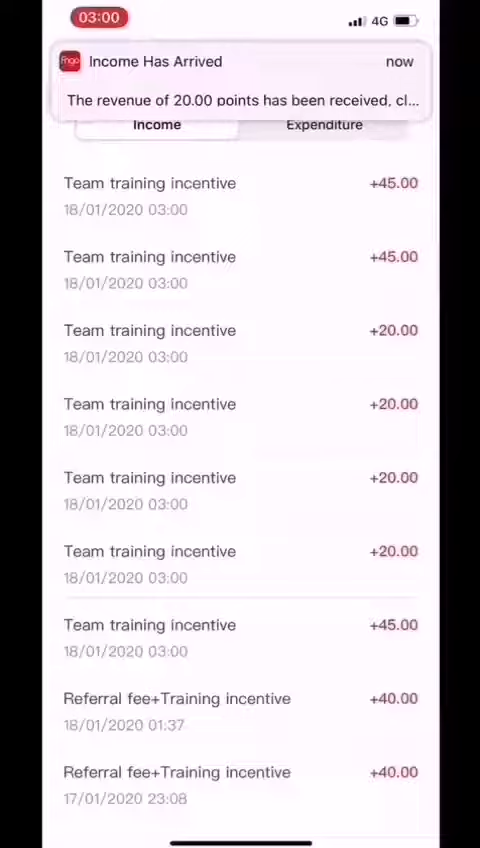 03:00
4G
Fingo
Income Has Arrived
now
The revenue of 20.00 points has been received, cl...
Income
Expenditure
Team training incentive
+45.00
18/01/2020 03:00
Team training incentive
+45.00
18/01/2020 03:00
Team training incentive
+20.00
18/01/2020 03:00
Team training incentive
+20.00
18/01/2020 03:00
Team training incentive
+20.00
18/01/2020 03:00
Team training incentive
+20.00
18/01/2020 03:00
Team training incentive
+45.00
18/01/2020 03:00
Referral fee+Training incentive
+40.00
18/01/2020 01:37
Referral fee+Training incentive
+40.00
17/01/2020 23:08